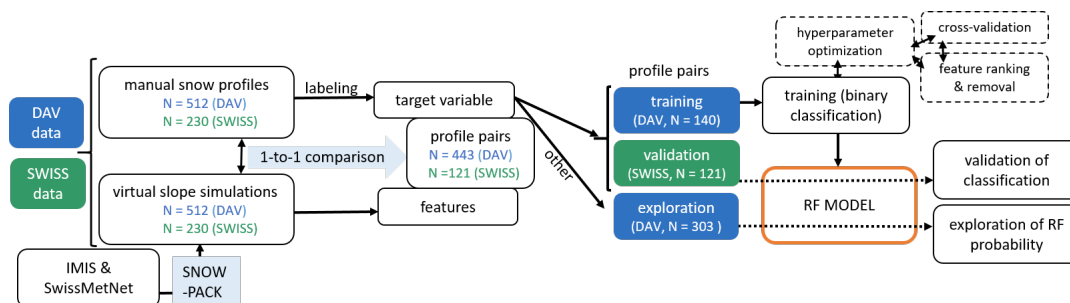 DAV
data
SWISS
data
manual snow profiles
N = 512 (DAV)
N = 230 (SWISS)
labeling
target variable
1-to-1 comparison
profile pairs
N = 443 (DAV)
N =121 (SWISS)
virtual slope simulations
N = 512 (DAV)
N = 230 (SWISS)
features
IMIS &
SwissMetNet
SNOW
-PACK
other
profile pairs
training
(DAV, N = 140)
validation
(SWISS, N = 121)
exploration
(DAV, N = 303 )
hyperparameter
optimization
cross-validation
feature ranking
& removal
training (binary
classification)
RF MODEL
validation of
classification
exploration of RF
probability